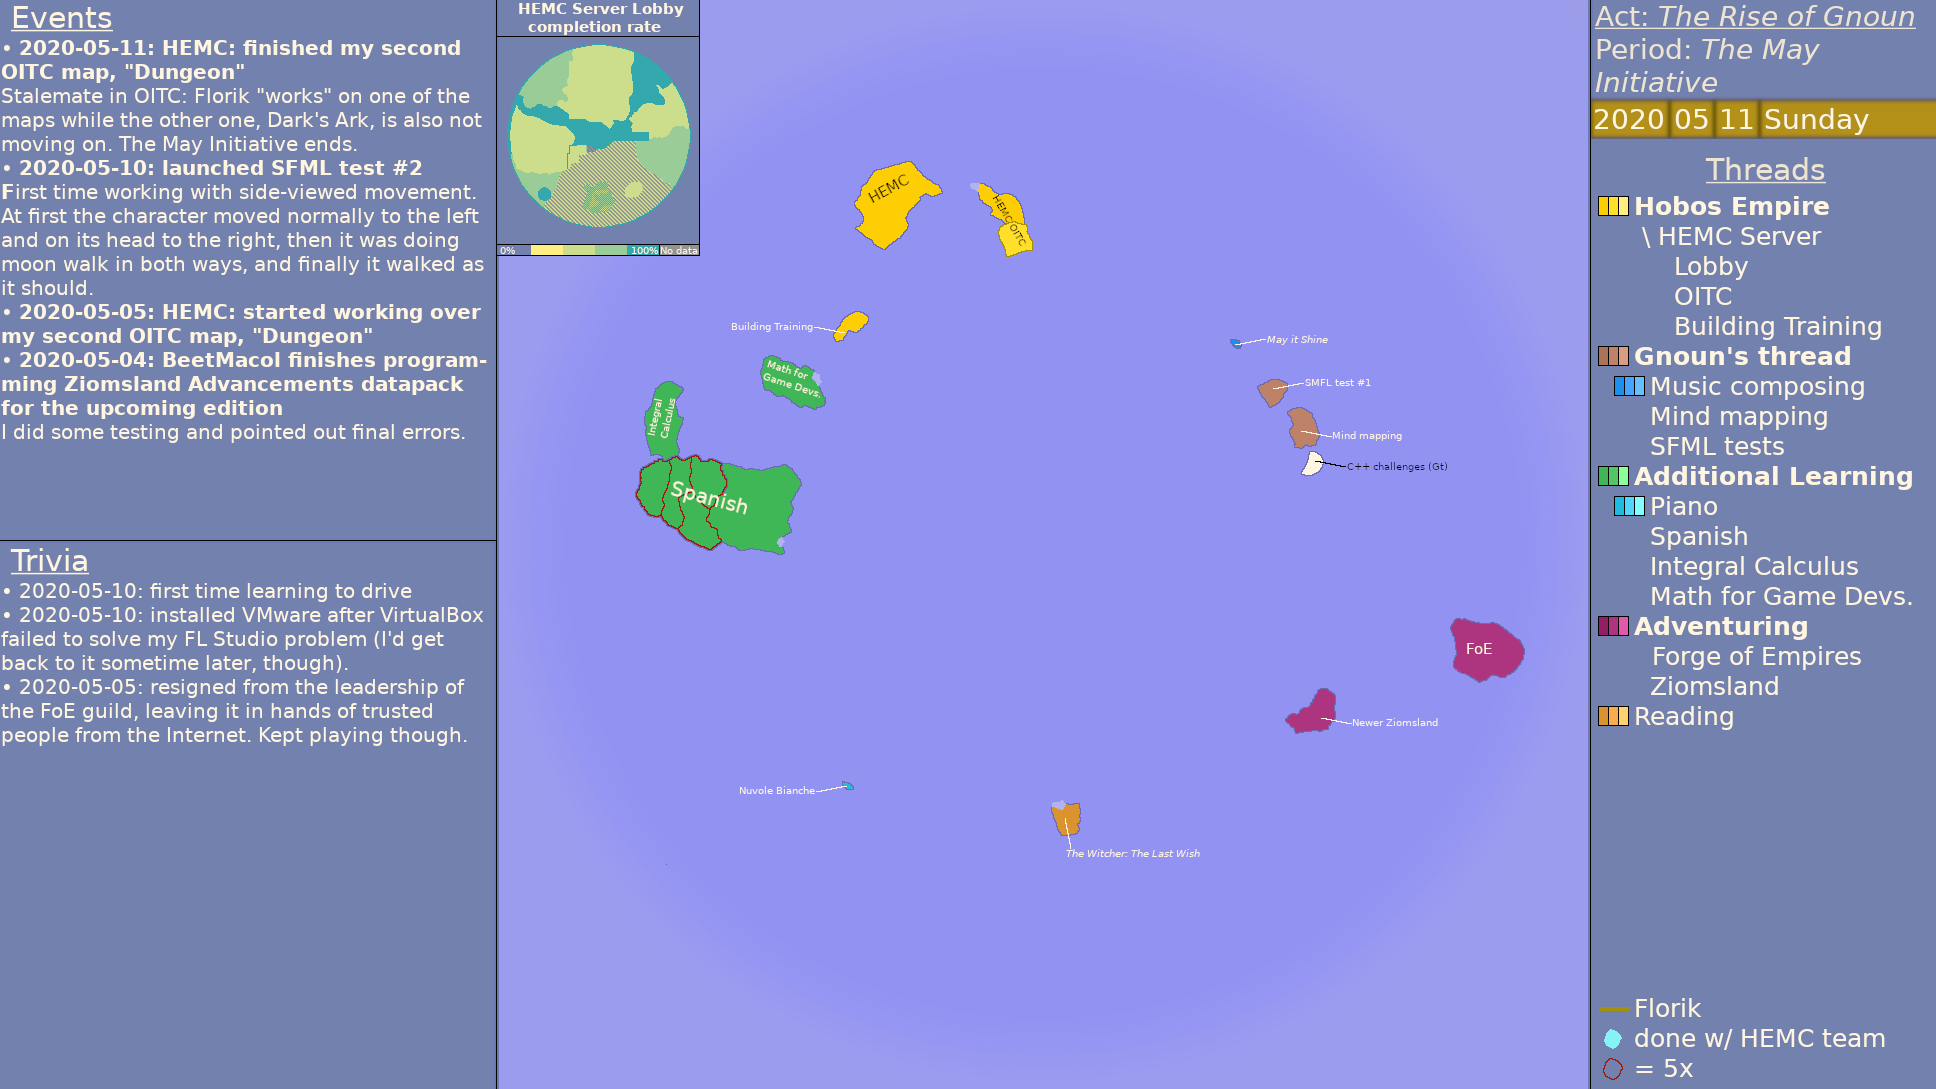 Events
• 2020-05-11: HEMC: finished my second
OITC map, "Dungeon"
Stalemate in OITC: Florik "works" on one of the
maps while the other one, Dark's Ark, is also not
moving on. The May Initiative ends.
• 2020-05-10: launched SFML test #2
First time working with side-viewed movement.
At first the character moved normally to the left
and on its head to the right, then it was doing
moon walk in both ways, and finally it walked as
it should.
• 2020-05-05: HEMC: started working over
my second OITC map, "Dungeon"
• 2020-05-04: BeetMacol finishes program-
ming Ziomsland Advancements datapack
for the upcoming edition
I did some testing and pointed out final errors.
Trivia
• 2020-05-10: first time learning to drive
• 2020-05-10: installed VMware after VirtualBox
failed to solve my FL Studio problem (I'd get
back to it sometime later, though).
• 2020-05-05: resigned from the leadership of
the FoE guild, leaving it in hands of trusted
people from the Internet. Kept playing though.
HEMC Server Lobby
completion rate
0% 100% No data
HEMC
HEMC
OITC
Building Training
Math for
Game Devs.
Integral
Calculus
Spanish
May it Shine
SMFL test #1
Mind mapping
C++ challenges (Gt)
FoE
Newer Ziomsland
Nuvole Bianche
The Witcher: The Last Wish
Act: The Rise of Gnoun
Period: The May
Initiative
2020 05 11 Sunday
Threads
Hobos Empire
\ HEMC Server
Lobby
OITC
Building Training
Gnoun's thread
Music composing
Mind mapping
SFML tests
Additional Learning
Piano
Spanish
Integral Calculus
Math for Game Devs.
Adventuring
Forge of Empires
Ziomsland
Reading
Florik
done w/ HEMC team
= 5x